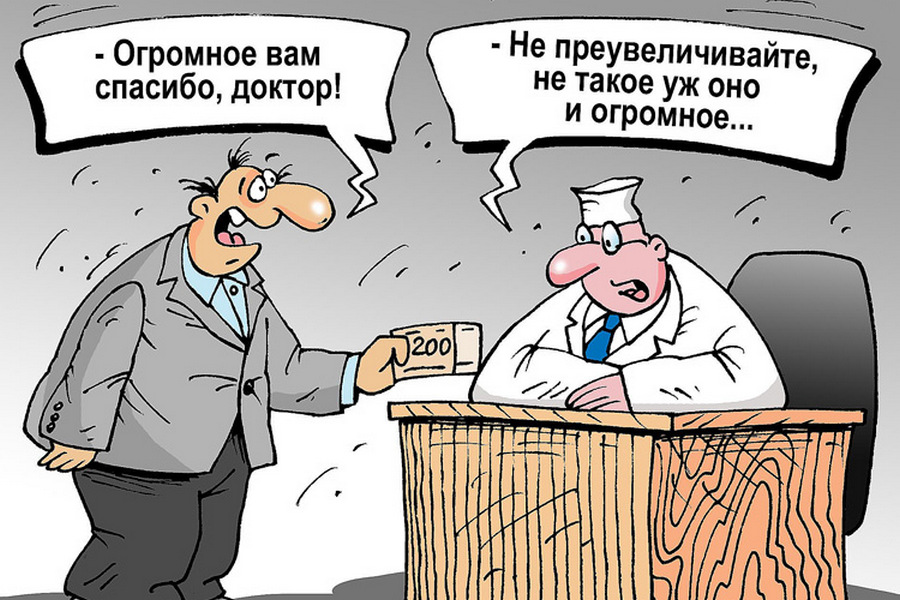 - Огромное вам
спасибо, доктор!
- Не преувеличивайте,
не такое уж оно
и огромное...
200